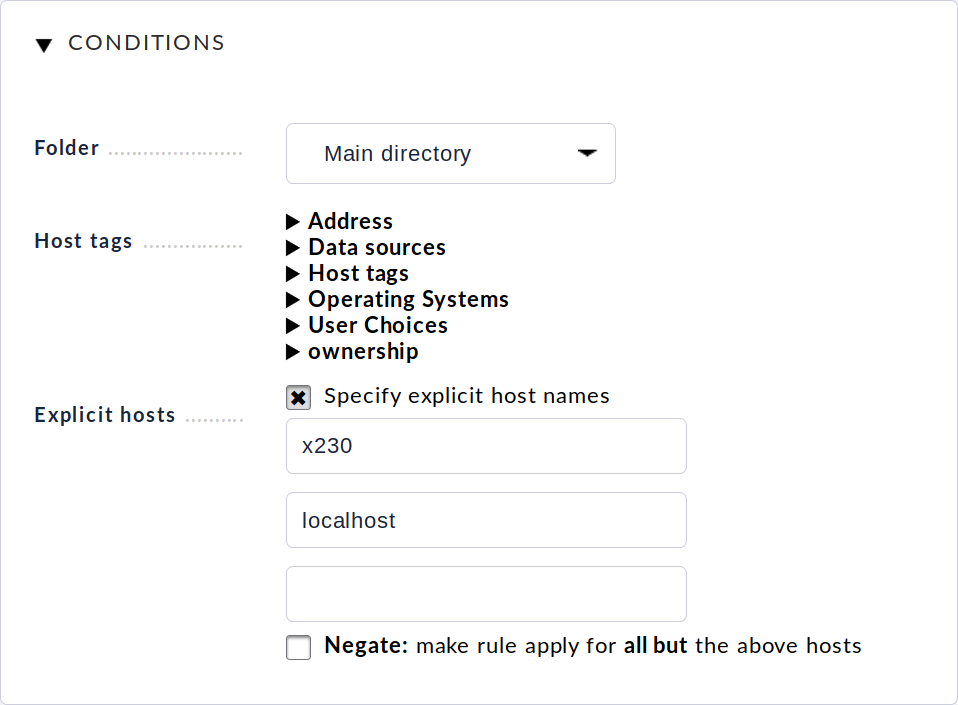 CONDITIONS
Folder
Main directory
Host tags
Address
Data sources
Host tags
Operating Systems
User Choices
ownership
Explicit hosts
Specify explicit host names
x230
localhost
Negate: make rule apply for all but the above hosts